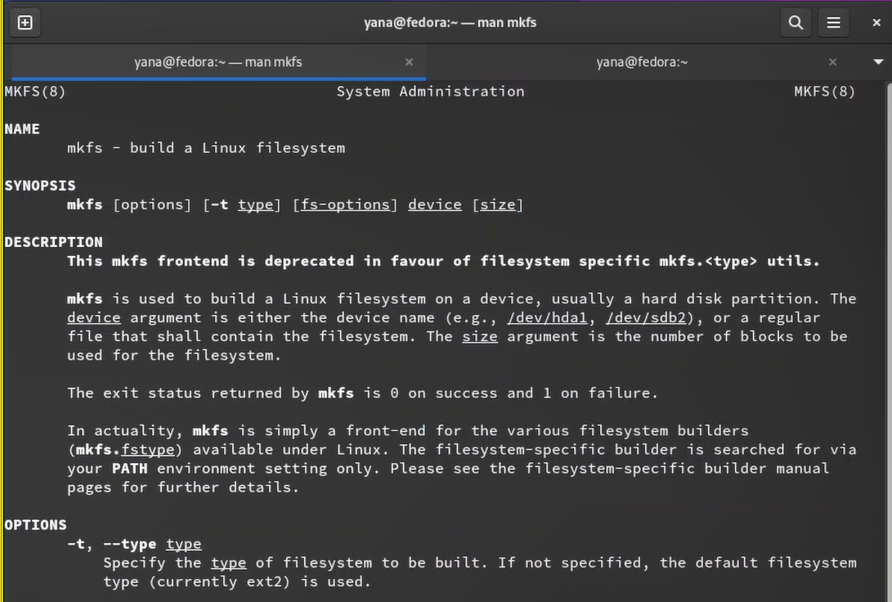 yana@fedora:~ — man mkfs
yana@fedora:~ — man mkfs
yana@fedora:~
MKFS(8) System Administration MKFS(8)
NAME
mkfs - build a Linux filesystem
SYNOPSIS
mkfs [options] [-t type] [fs-options] device [size]
DESCRIPTION
This mkfs frontend is deprecated in favour of filesystem specific mkfs.<type> utils.
mkfs is used to build a Linux filesystem on a device, usually a hard disk partition. The
device argument is either the device name (e.g., /dev/hda1, /dev/sdb2), or a regular
file that shall contain the filesystem. The size argument is the number of blocks to be
used for the filesystem.
The exit status returned by mkfs is 0 on success and 1 on failure.
In actuality, mkfs is simply a front-end for the various filesystem builders
(mkfs.fstype) available under Linux. The filesystem-specific builder is searched for via
your PATH environment setting only. Please see the filesystem-specific builder manual
pages for further details.
OPTIONS
-t, --type type
Specify the type of filesystem to be built. If not specified, the default filesystem
type (currently ext2) is used.